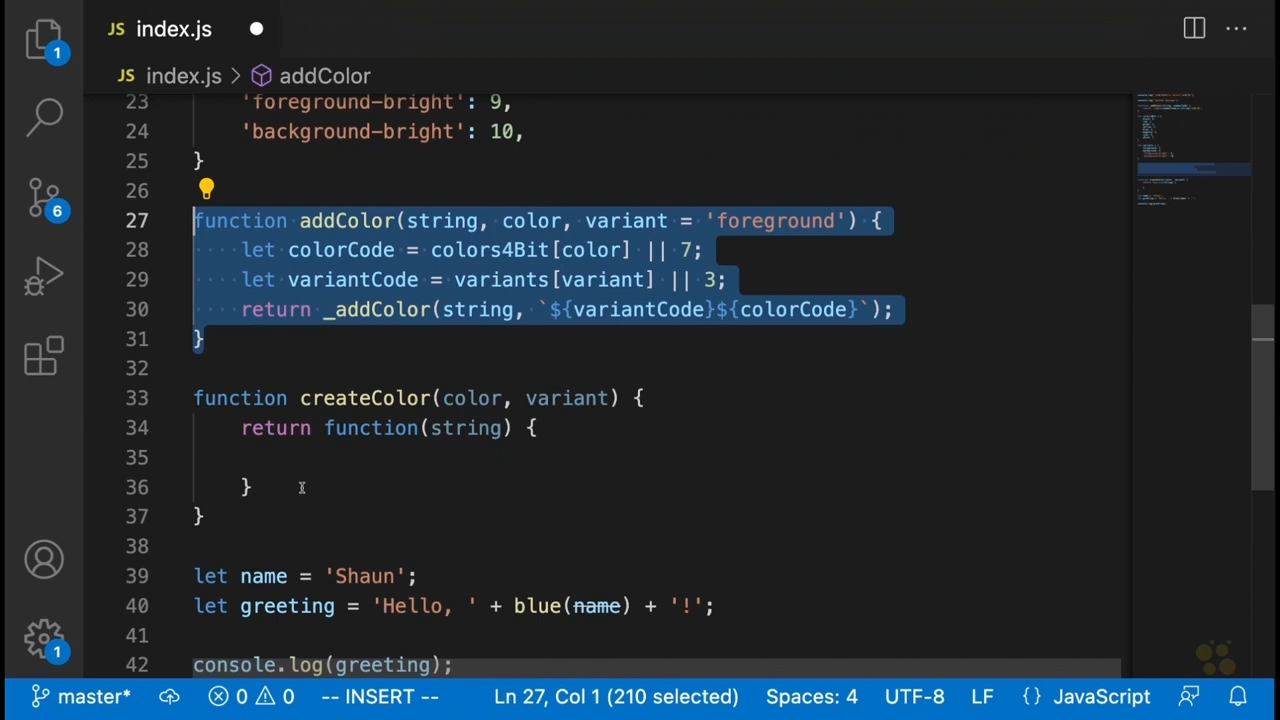 JS index.js
1
JS index.js > addColor
23 'foreground-bright': 9,
24 'background-bright': 10,
25 }
26
27 function addColor(string, color, variant = 'foreground') {
28 let colorCode = colors4Bit[color] || 7;
29 let variantCode = variants[variant] || 3;
30 return _addColor(string, `${variantCode}${colorCode}`);
31 }
32
33 function createColor(color, variant) {
34 return function(string) {
35
36 }
37 }
38
39 let name = 'Shaun';
40 let greeting = 'Hello, ' + blue(name) + '!';
41
42 console.log(greeting);
6
1
master* 0 0 -- INSERT -- Ln 27, Col 1 (210 selected) Spaces: 4 UTF-8 LF {} JavaScript